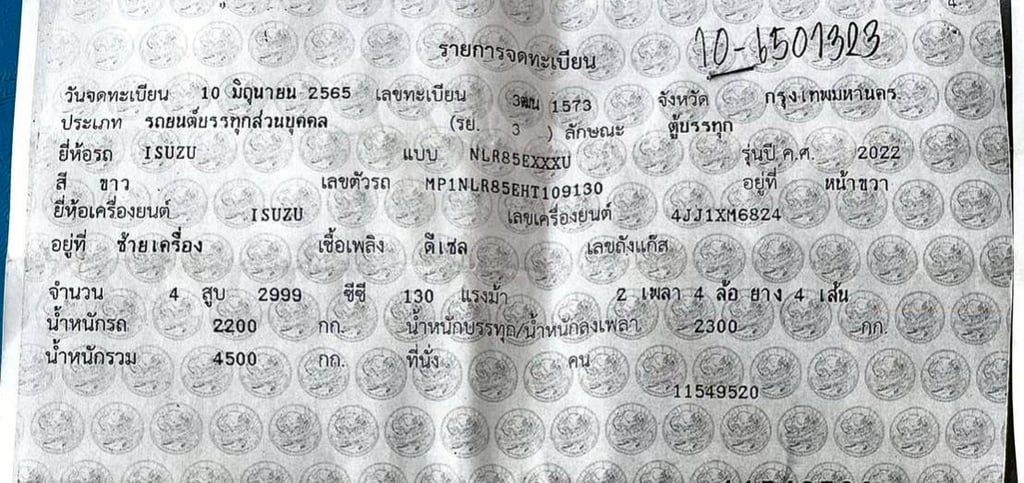 รายการจดทะเบียน 10-6501323
วันจดทะเบียน 10 มิถุนายน 2565 เลขทะเบียน 3ฒน 1573 จังหวัด กรุงเทพมหานคร
ประเภท รถยนต์บรรทุกส่วนบุคคล (รย. 3 ) ลักษณะ ตู้บรรทุก
ยี่ห้อรถ ISUZU แบบ NLR85EXXXU รุ่นปี ค.ศ. 2022
สี ขาว เลขตัวรถ MP1NLR85EHT109130 อยู่ที่ หน้าขวา
ยี่ห้อเครื่องยนต์ ISUZU เลขเครื่องยนต์ 4JJ1XM6824
อยู่ที่ ซ้ายเครื่อง เชื้อเพลิง ดีเซล เลขถังแก๊ส
จำนวน 4 สูบ 2999 ซีซี 130 แรงม้า 2 เพลา 4 ล้อ ยาง 4 เส้น
น้ำหนักรถ 2200 กก. น้ำหนักบรรทุก/น้ำหนักลงเพลา 2300 กก.
น้ำหนักรวม 4500 กก. ที่นั่ง คน
11549520